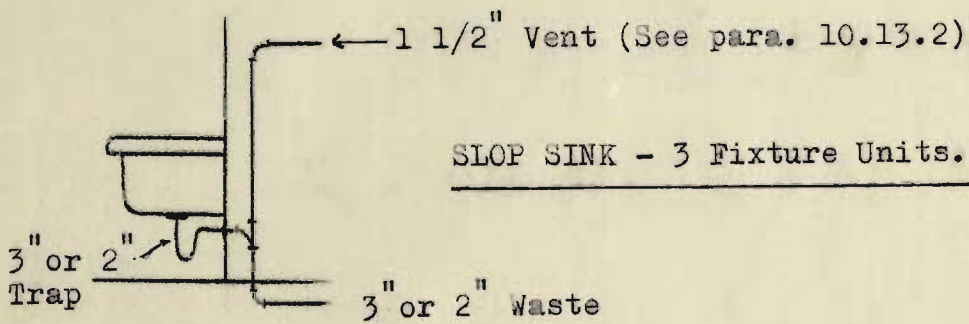 1 1/2" Vent (See para. 10.13.2)
SLOP SINK - 3 Fixture Units.
3"or 2"
Trap
3"or 2" Waste